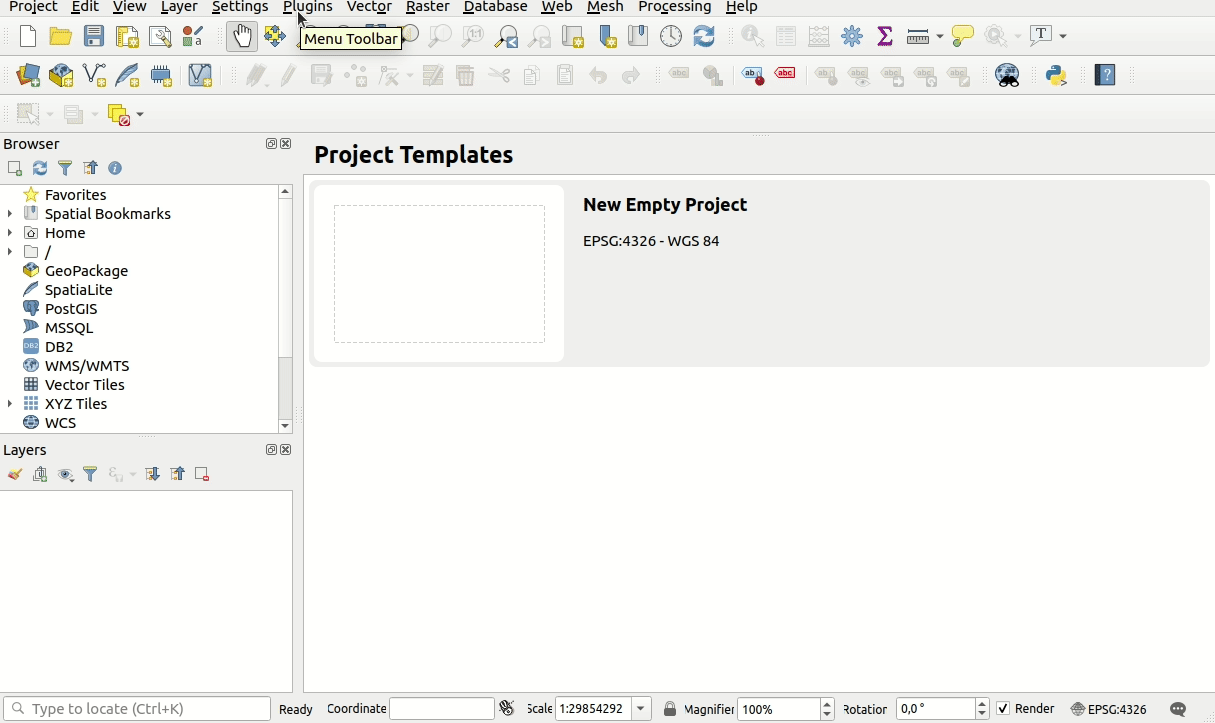 Project Edit View Layer Settings Plugins Vector Raster Database Web Mesh Processing Help
Menu Toolbar
Browser
Project Templates
Favorites
Spatial Bookmarks
Home
/
GeoPackage
SpatiaLite
PostGIS
MSSQL
DB2
WMS/WMTS
Vector Tiles
XYZ Tiles
WCS
New Empty Project
EPSG:4326 - WGS 84
Layers
Type to locate (Ctrl+K) Ready Coordinate Scale 1:29854292 Magnifier 100% Rotation 0,0 ° Render EPSG:4326